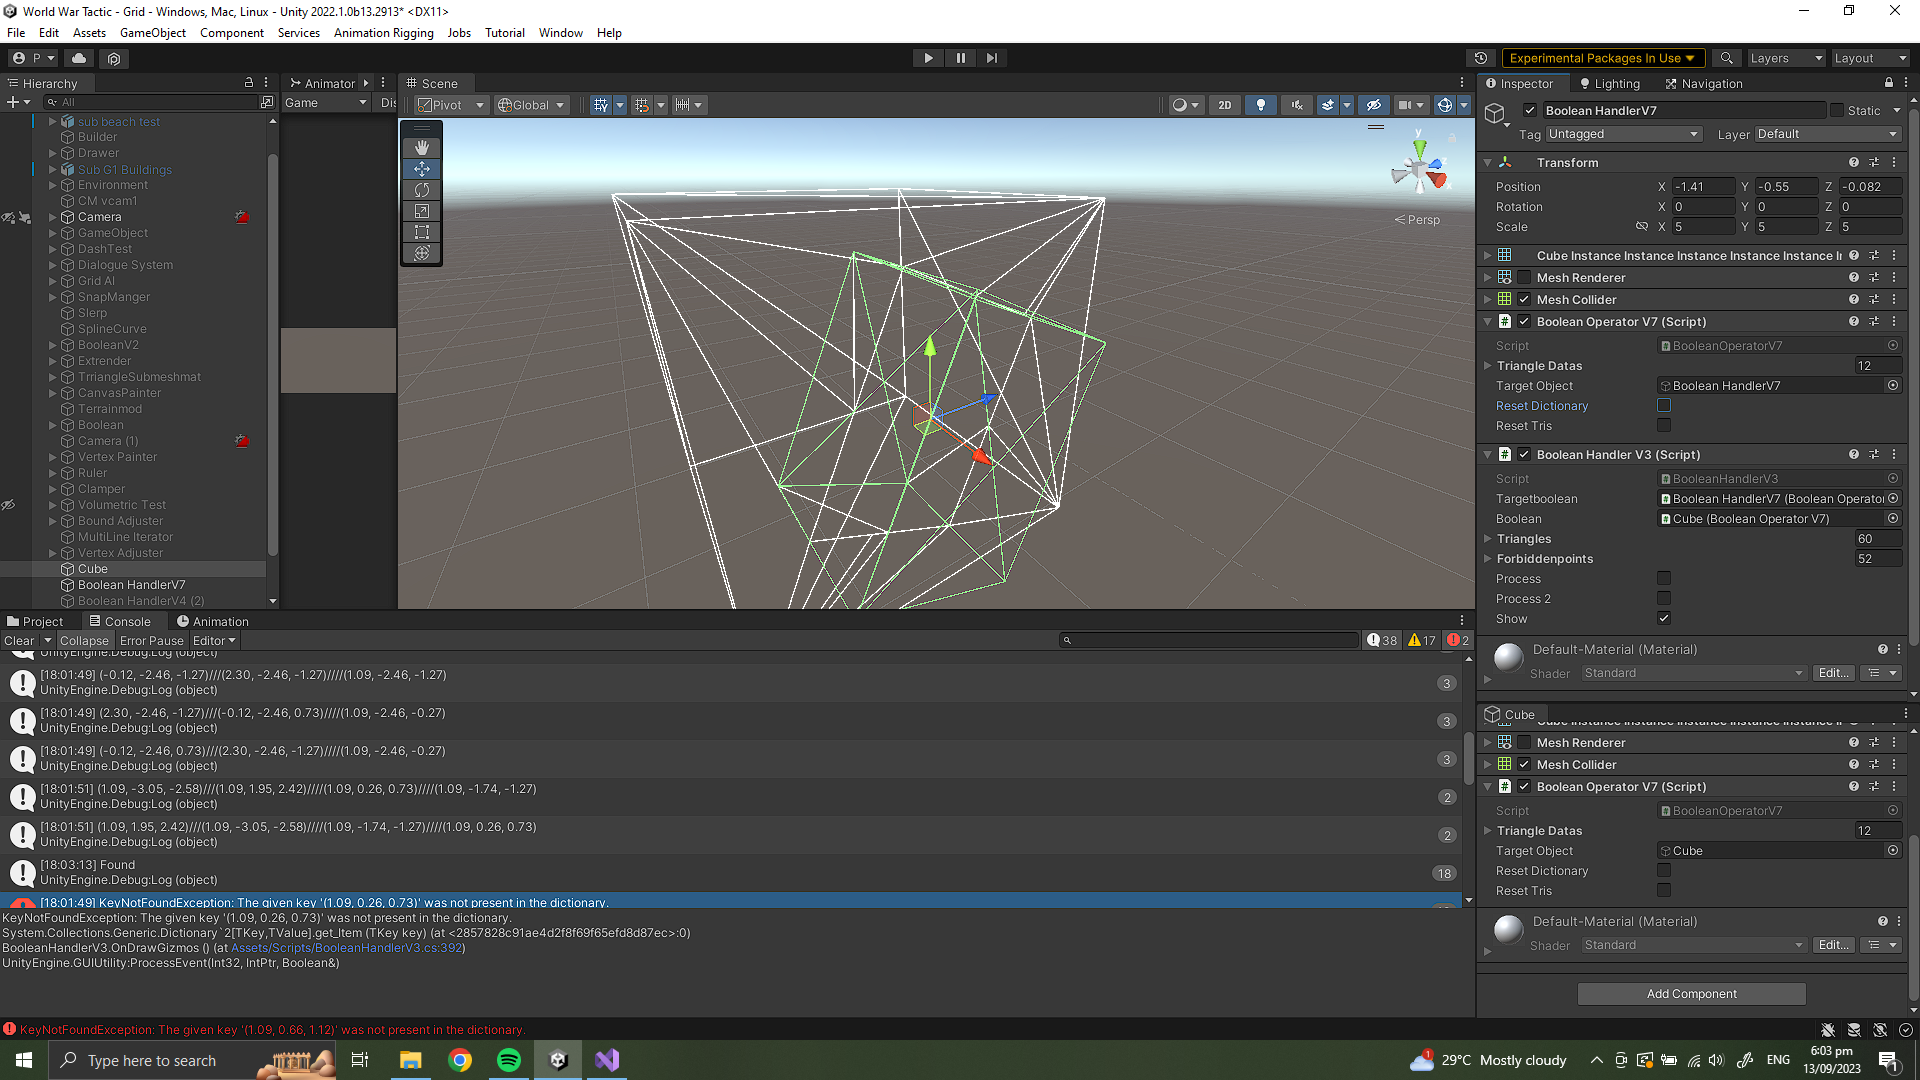 World War Tactic - Grid - Windows, Mac, Linux - Unity 2022.1.0b13.2913* <DX11>
File Edit Assets GameObject Component Services Animation Rigging Jobs Tutorial Window Help
P Experimental Packages In Use Layers Layout
Hierarchy Animator Scene Inspector Lighting Navigation
All Game Pivot Global 2D
sub beach test
Builder
Drawer
Sub G1 Buildings
Environment
CM vcam1
Camera
GameObject
DashTest
Dialogue System
Grid AI
SnapManger
Slerp
SplineCurve
BooleanV2
Extrender
TrriangleSubmeshmat
CanvasPainter
Terrainmod
Boolean
Camera (1)
Vertex Painter
Ruler
Clamper
Volumetric Test
Bound Adjuster
MultiLine Iterator
Vertex Adjuster
Cube
Boolean HandlerV7
Boolean HandlerV4 (2)
y
Persp
Boolean HandlerV7 Static
Tag Untagged Layer Default
Transform
Position X -1.41 Y -0.55 Z -0.082
Rotation X 0 Y 0 Z 0
Scale X 5 Y 5 Z 5
Cube Instance Instance Instance Instance Instance
Mesh Renderer
Mesh Collider
Boolean Operator V7 (Script)
Script BooleanOperatorV7
Triangle Datas 12
Target Object Boolean HandlerV7
Reset Dictionary
Reset Tris
Boolean Handler V3 (Script)
Script BooleanHandlerV3
Targetboolean Boolean HandlerV7 (Boolean Operator
Boolean Cube (Boolean Operator V7)
Triangles 60
Forbiddenpoints 52
Process
Process 2
Show
Default-Material (Material)
Shader Standard Edit...
Cube
Cube Instance Instance Instance Instance Instance
Mesh Renderer
Mesh Collider
Boolean Operator V7 (Script)
Script BooleanOperatorV7
Triangle Datas 12
Target Object Cube
Reset Dictionary
Reset Tris
Default-Material (Material)
Shader Standard Edit...
Add Component
Project Console Animation
Clear Collapse Error Pause Editor 38 17 2
UnityEngine.Debug:Log (object)
[18:01:49] (-0.12, -2.46, -1.27)///(2.30, -2.46, -1.27)////(1.09, -2.46, -1.27)
UnityEngine.Debug:Log (object) 3
[18:01:49] (2.30, -2.46, -1.27)///(-0.12, -2.46, 0.73)////(1.09, -2.46, -0.27)
UnityEngine.Debug:Log (object) 3
[18:01:49] (-0.12, -2.46, 0.73)///(2.30, -2.46, -1.27)////(1.09, -2.46, -0.27)
UnityEngine.Debug:Log (object) 3
[18:01:51] (1.09, -3.05, -2.58)///(1.09, 1.95, 2.42)/////(1.09, 0.26, 0.73)////(1.09, -1.74, -1.27)
UnityEngine.Debug:Log (object) 2
[18:01:51] (1.09, 1.95, 2.42)///(1.09, -3.05, -2.58)/////(1.09, -1.74, -1.27)////(1.09, 0.26, 0.73)
UnityEngine.Debug:Log (object) 2
[18:03:13] Found
UnityEngine.Debug:Log (object) 18
[18:01:49] KeyNotFoundException: The given key '(1.09, 0.26, 0.73)' was not present in the dictionary.
KeyNotFoundException: The given key '(1.09, 0.26, 0.73)' was not present in the dictionary.
System.Collections.Generic.Dictionary`2[TKey,TValue].get_Item (TKey key) (at <2857828c91ae4d2f8f69f65efd8d87ec>:0)
BooleanHandlerV3.OnDrawGizmos () (at Assets/Scripts/BooleanHandlerV3.cs:392)
UnityEngine.GUIUtility:ProcessEvent(Int32, IntPtr, Boolean&)
KeyNotFoundException: The given key '(1.09, 0.66, 1.12)' was not present in the dictionary.
Type here to search 1 29°C Mostly cloudy ENG 6:03 pm
13/09/2023 1